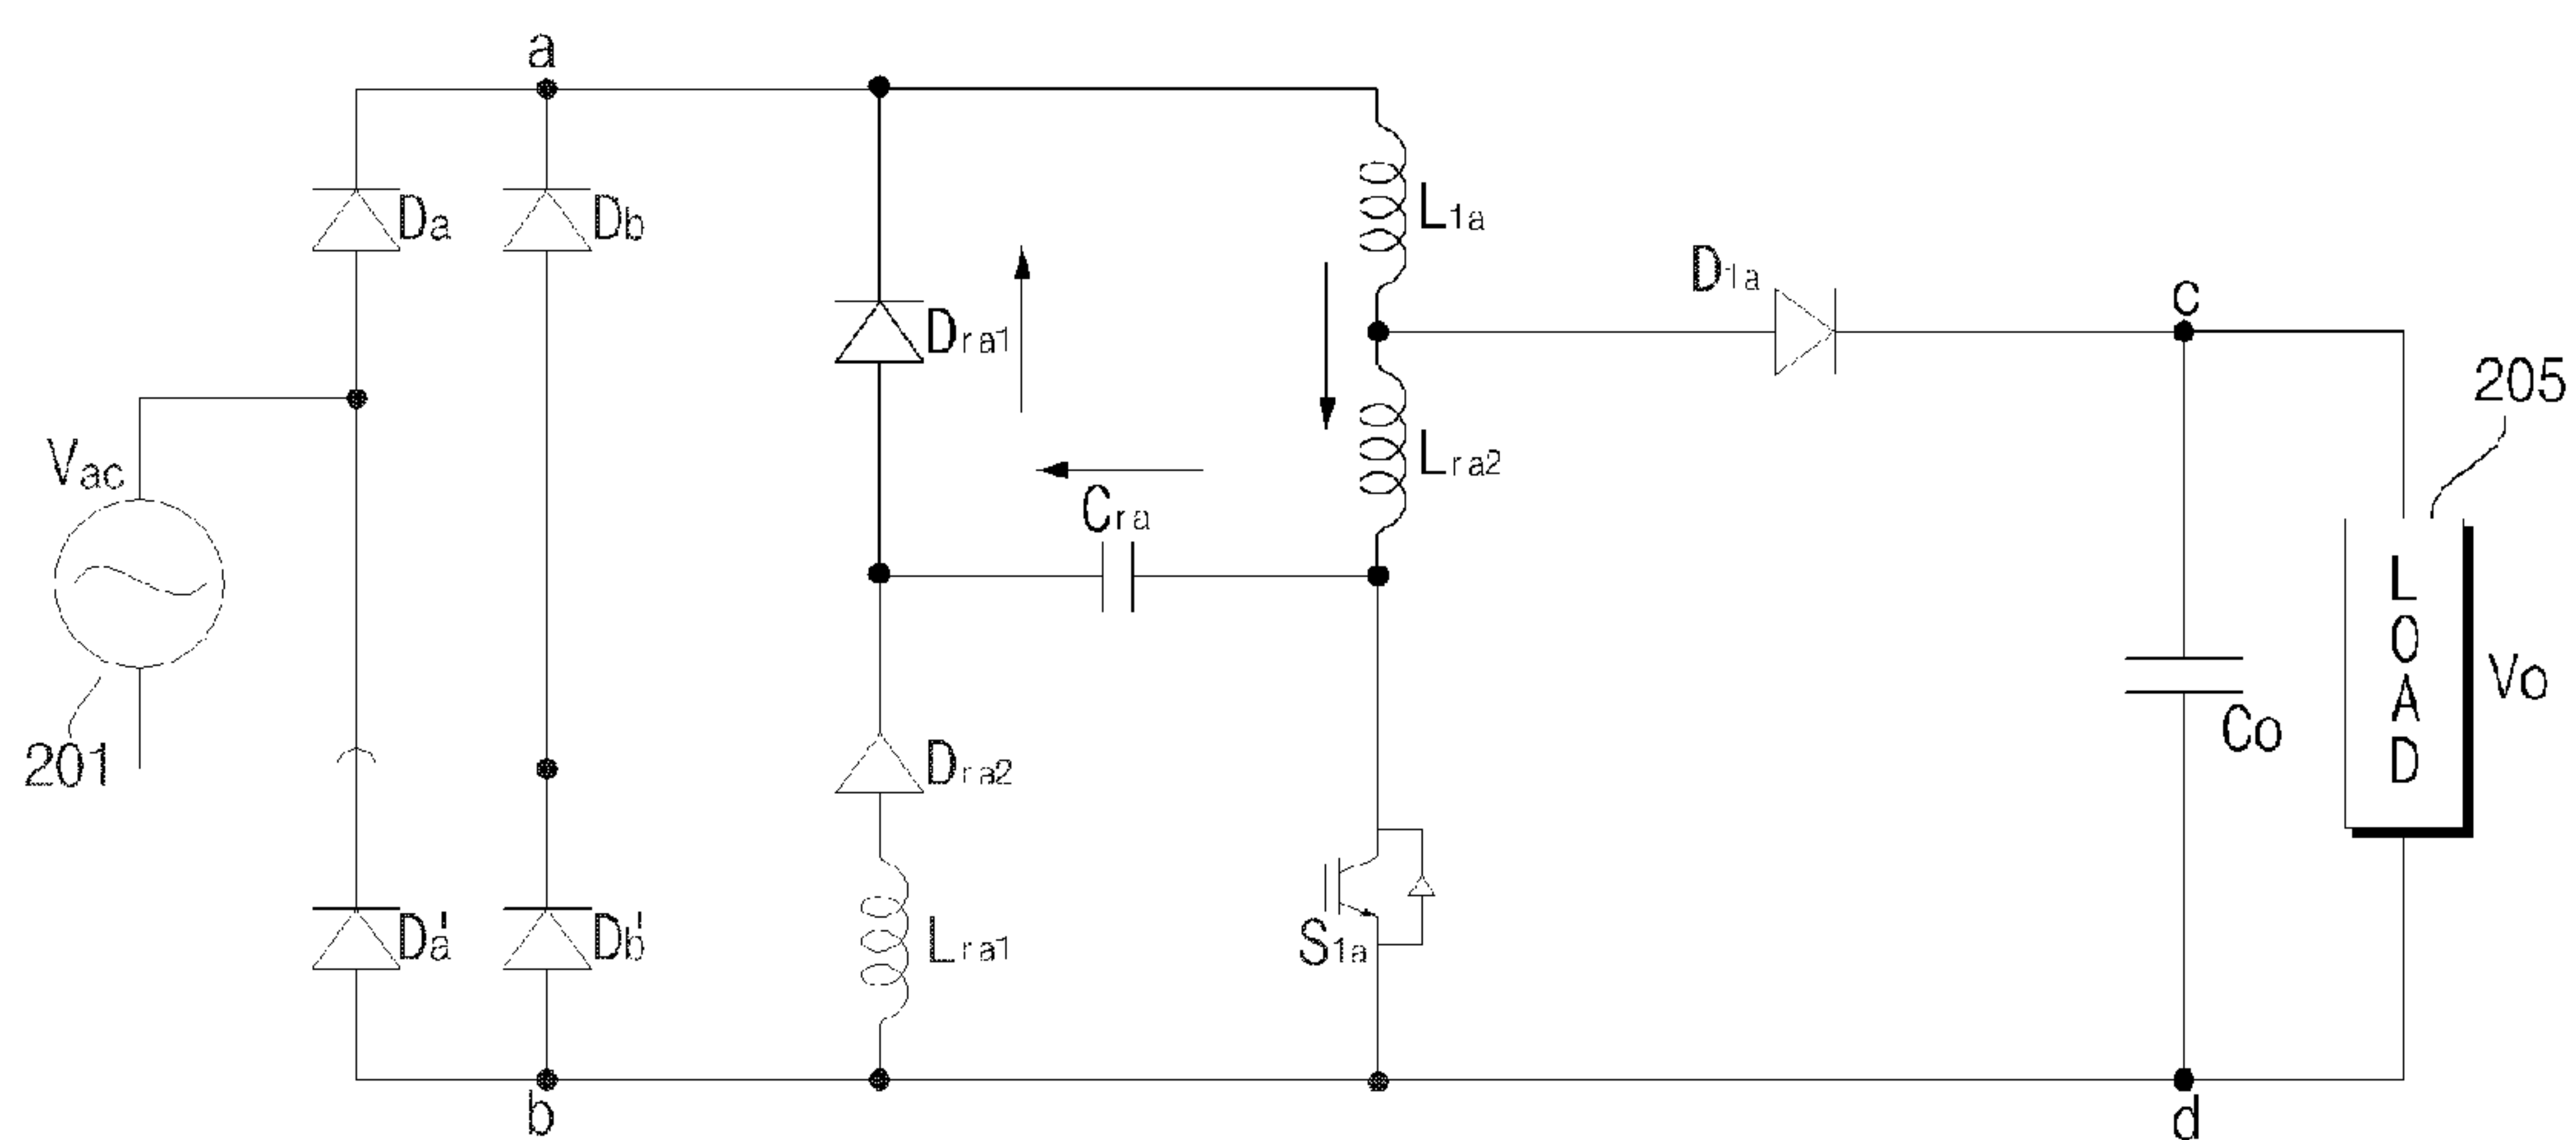 a
Da
Db
L1a
D1a
c
Dra1
205
Vac
Lra2
Cra
LOAD
Vo
Co
201
Dra2
Da'
Db'
Lra1
S1a
b
d